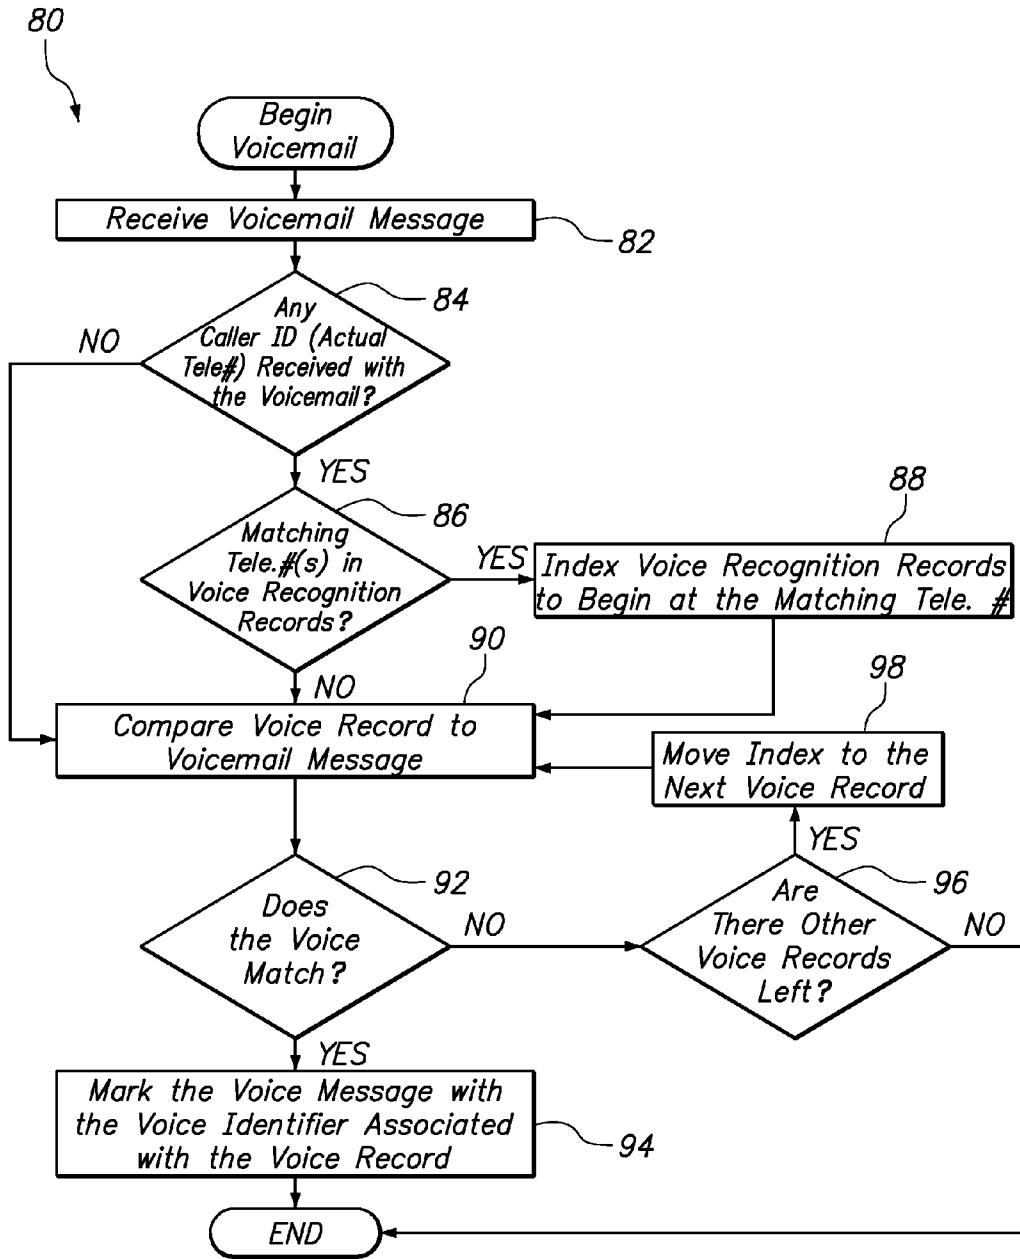 80
Begin
Voicemail
Receive Voicemail Message
82
84
Any
Caller ID (Actual
Tele#) Received with
the Voicemail?
NO
YES
86
Matching
Tele.#(s) in
Voice Recognition
Records?
YES
88
Index Voice Recognition Records
to Begin at the Matching Tele. #
NO
90
Compare Voice Record to
Voicemail Message
98
Move Index to the
Next Voice Record
YES
92
Does
the Voice
Match?
NO
96
Are
There Other
Voice Records
Left?
NO
YES
Mark the Voice Message with
the Voice Identifier Associated
with the Voice Record
94
END